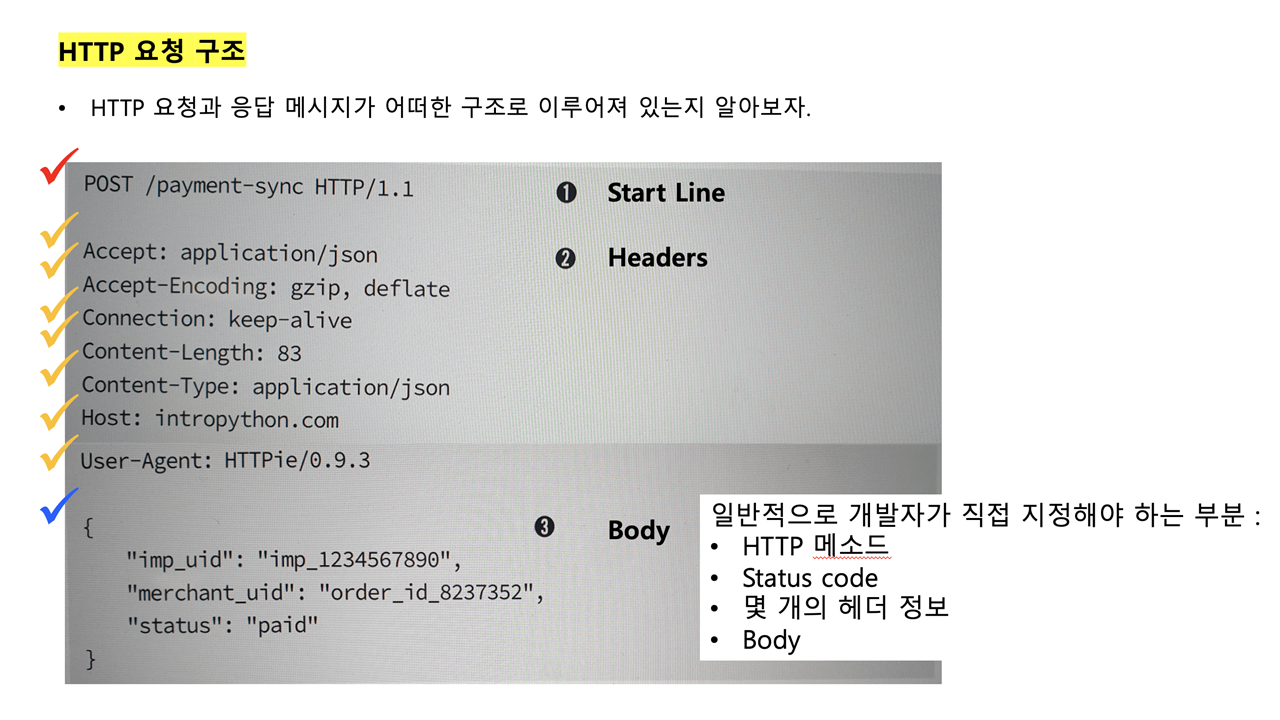 HTTP 요청 구조
• HTTP 요청과 응답 메시지가 어떠한 구조로 이루어져 있는지 알아보자.
POST /payment-sync HTTP/1.1
❶ Start Line
Accept: application/json
❷ Headers
Accept-Encoding: gzip, deflate
Connection: keep-alive
Content-Length: 83
Content-Type: application/json
Host: intropython.com
User-Agent: HTTPie/0.9.3
{
❸ Body
"imp_uid": "imp_1234567890",
"merchant_uid": "order_id_8237352",
"status": "paid"
}
일반적으로 개발자가 직접 지정해야 하는 부분 :
• HTTP 메소드
• Status code
• 몇 개의 헤더 정보
• Body